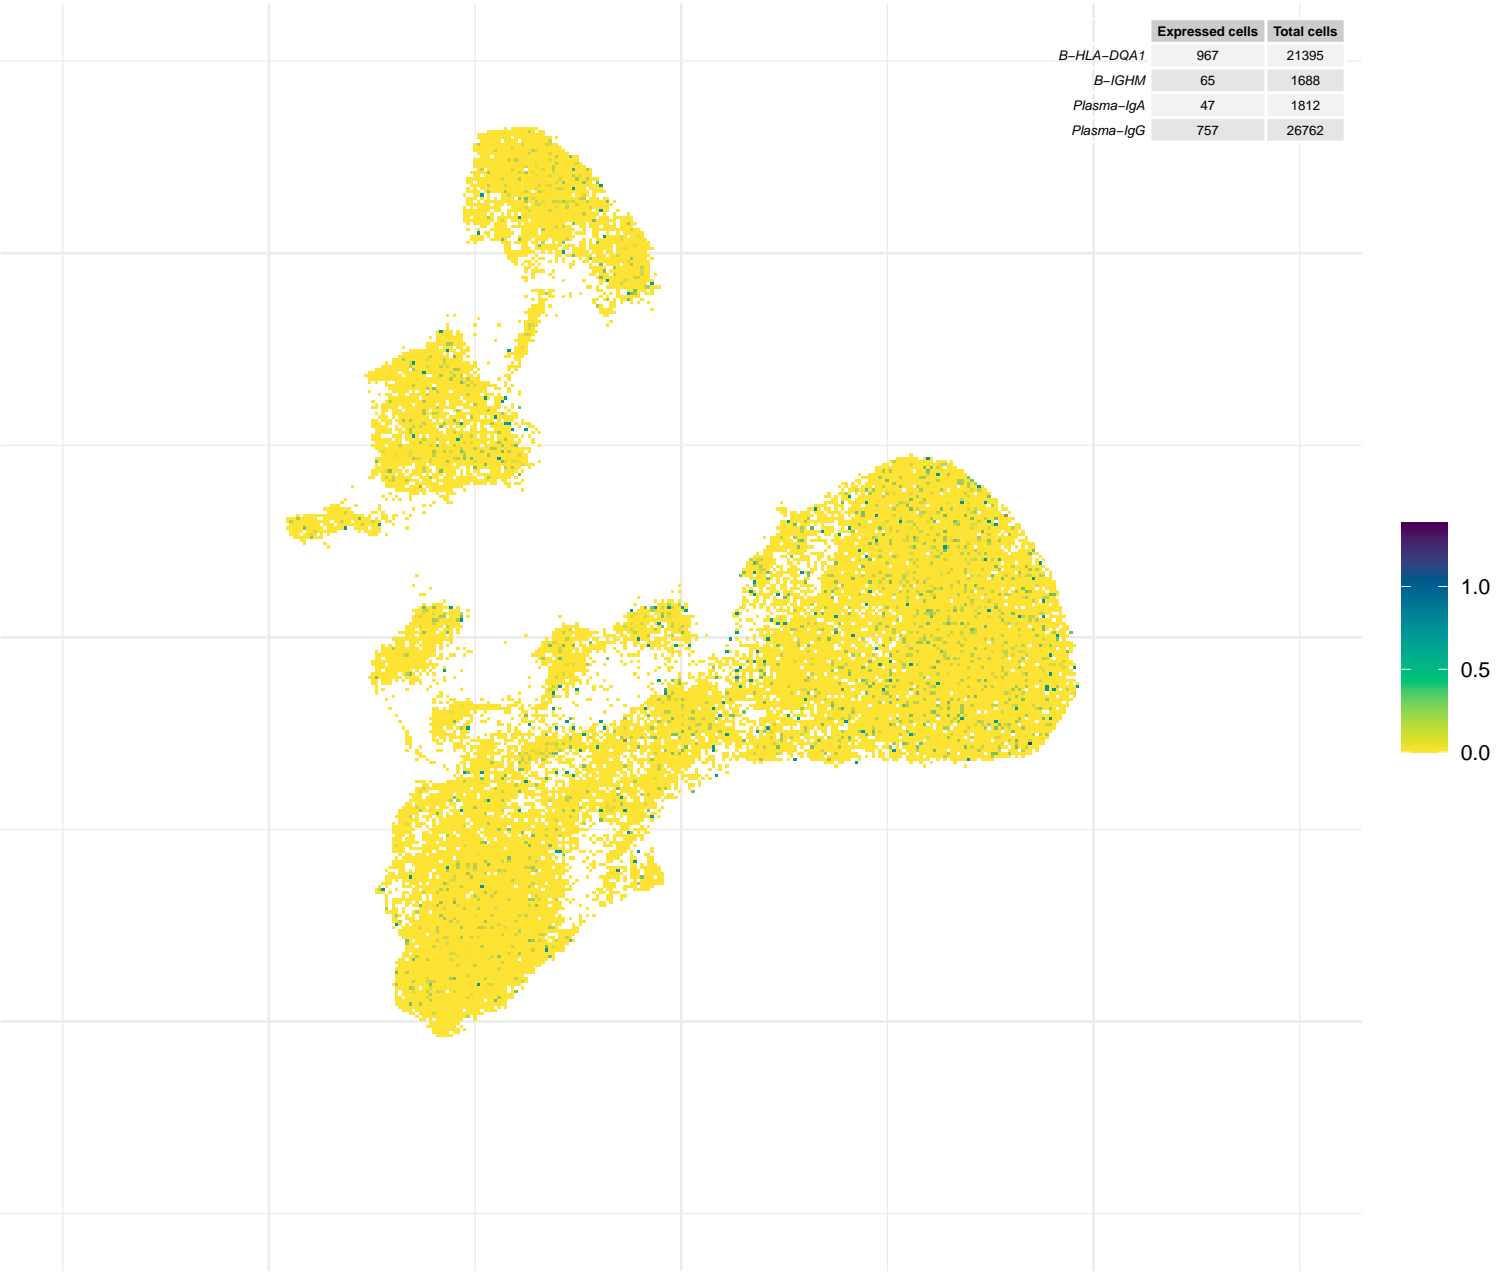 Expressed cells Total cells
B−HLA−DQA1 967 21395
B−IGHM 65 1688
Plasma−IgA 47 1812
Plasma−IgG 757 26762
1.0
0.5
0.0